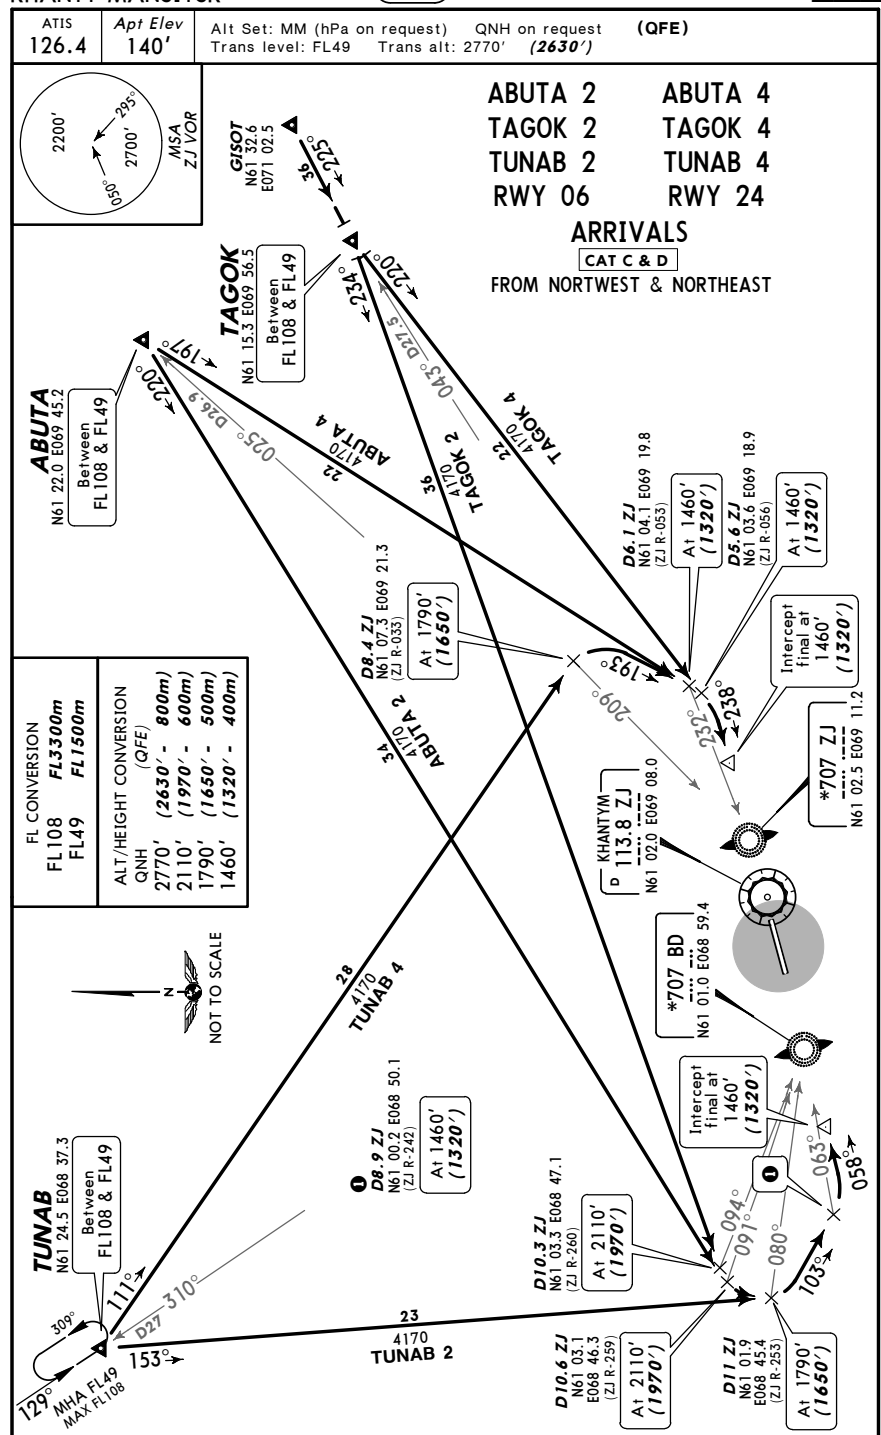 ATIS
126.4
Apt Elev
140'
Alt Set: MM (hPa on request) QNH on request (QFE)
Trans level: FL49 Trans alt: 2770' (2630')
2200'
2700'
295°
050°
MSA
ZJ VOR
ABUTA 2 ABUTA 4
TAGOK 2 TAGOK 4
TUNAB 2 TUNAB 4
RWY 06 RWY 24
ARRIVALS
CAT C & D
FROM NORTWEST & NORTHEAST
GISOT
N61 32.6
E071 02.5
36
225°
TAGOK
N61 15.3 E069 56.5
Between
FL108 & FL49
234°
220°
D27.5
043°
ABUTA
N61 22.0 E069 45.2
Between
FL108 & FL49
197°
220°
D26.9
025°
ABUTA 4
4170
22
TAGOK 2
4170
36
TAGOK 4
4170
22
ABUTA 2
4170
34
D6.1 ZJ
N61 04.1 E069 19.8
(ZJ R-053)
At 1460'
(1320')
D5.6 ZJ
N61 03.6 E069 18.9
(ZJ R-056)
At 1460'
(1320')
D8.4 ZJ
N61 07.3 E069 21.3
(ZJ R-033)
At 1790'
(1650')
193°
209°
232°
238°
Intercept
final at
1460'
(1320')
*707 ZJ
N61 02.5 E069 11.2
KHANTYM
D 113.8 ZJ
N61 02.0 E069 08.0
*707 BD
N61 01.0 E068 59.4
FL CONVERSION
FL108 FL3300m
FL49 FL1500m
ALT/HEIGHT CONVERSION
QNH (QFE)
2770' (2630' - 800m)
2110' (1970' - 600m)
1790' (1650' - 500m)
1460' (1320' - 400m)
N
NOT TO SCALE
28
4170
TUNAB 4
1
D8.9 ZJ
N61 00.2 E068 50.1
(ZJ R-242)
At 1460'
(1320')
Intercept
final at
1460'
(1320')
1
063°
058°
094°
091°
080°
103°
TUNAB
N61 24.5 E068 37.3
Between
FL108 & FL49
111°
D27
310°
309°
129°
MHA FL49
MAX FL108
153°
23
4170
TUNAB 2
D10.3 ZJ
N61 03.3 E068 47.1
(ZJ R-260)
At 2110'
(1970')
D10.6 ZJ
N61 03.1
E068 46.3
(ZJ R-259)
At 2110'
(1970')
D11 ZJ
N61 01.9
E068 45.4
(ZJ R-253)
At 1790'
(1650')